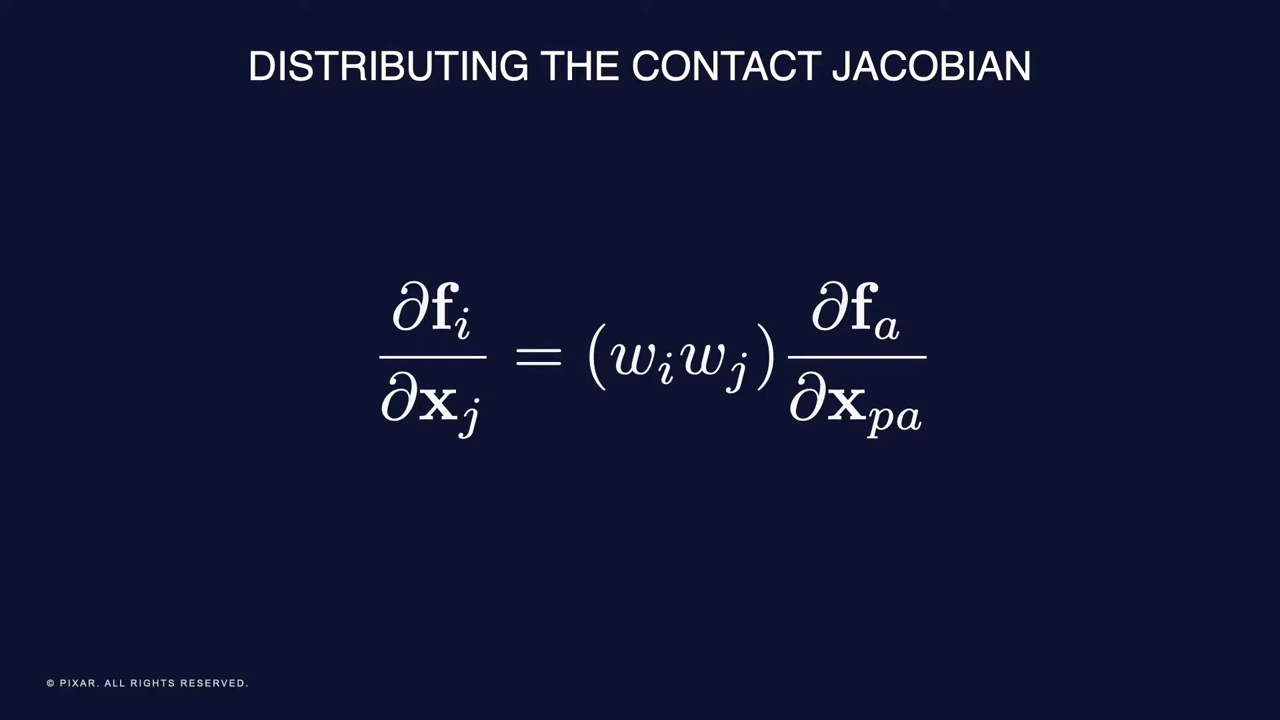 DISTRIBUTING THE CONTACT JACOBIAN
∂f_i/∂x_j = (w_i w_j) ∂f_a/∂x_pa
© PIXAR. ALL RIGHTS RESERVED.